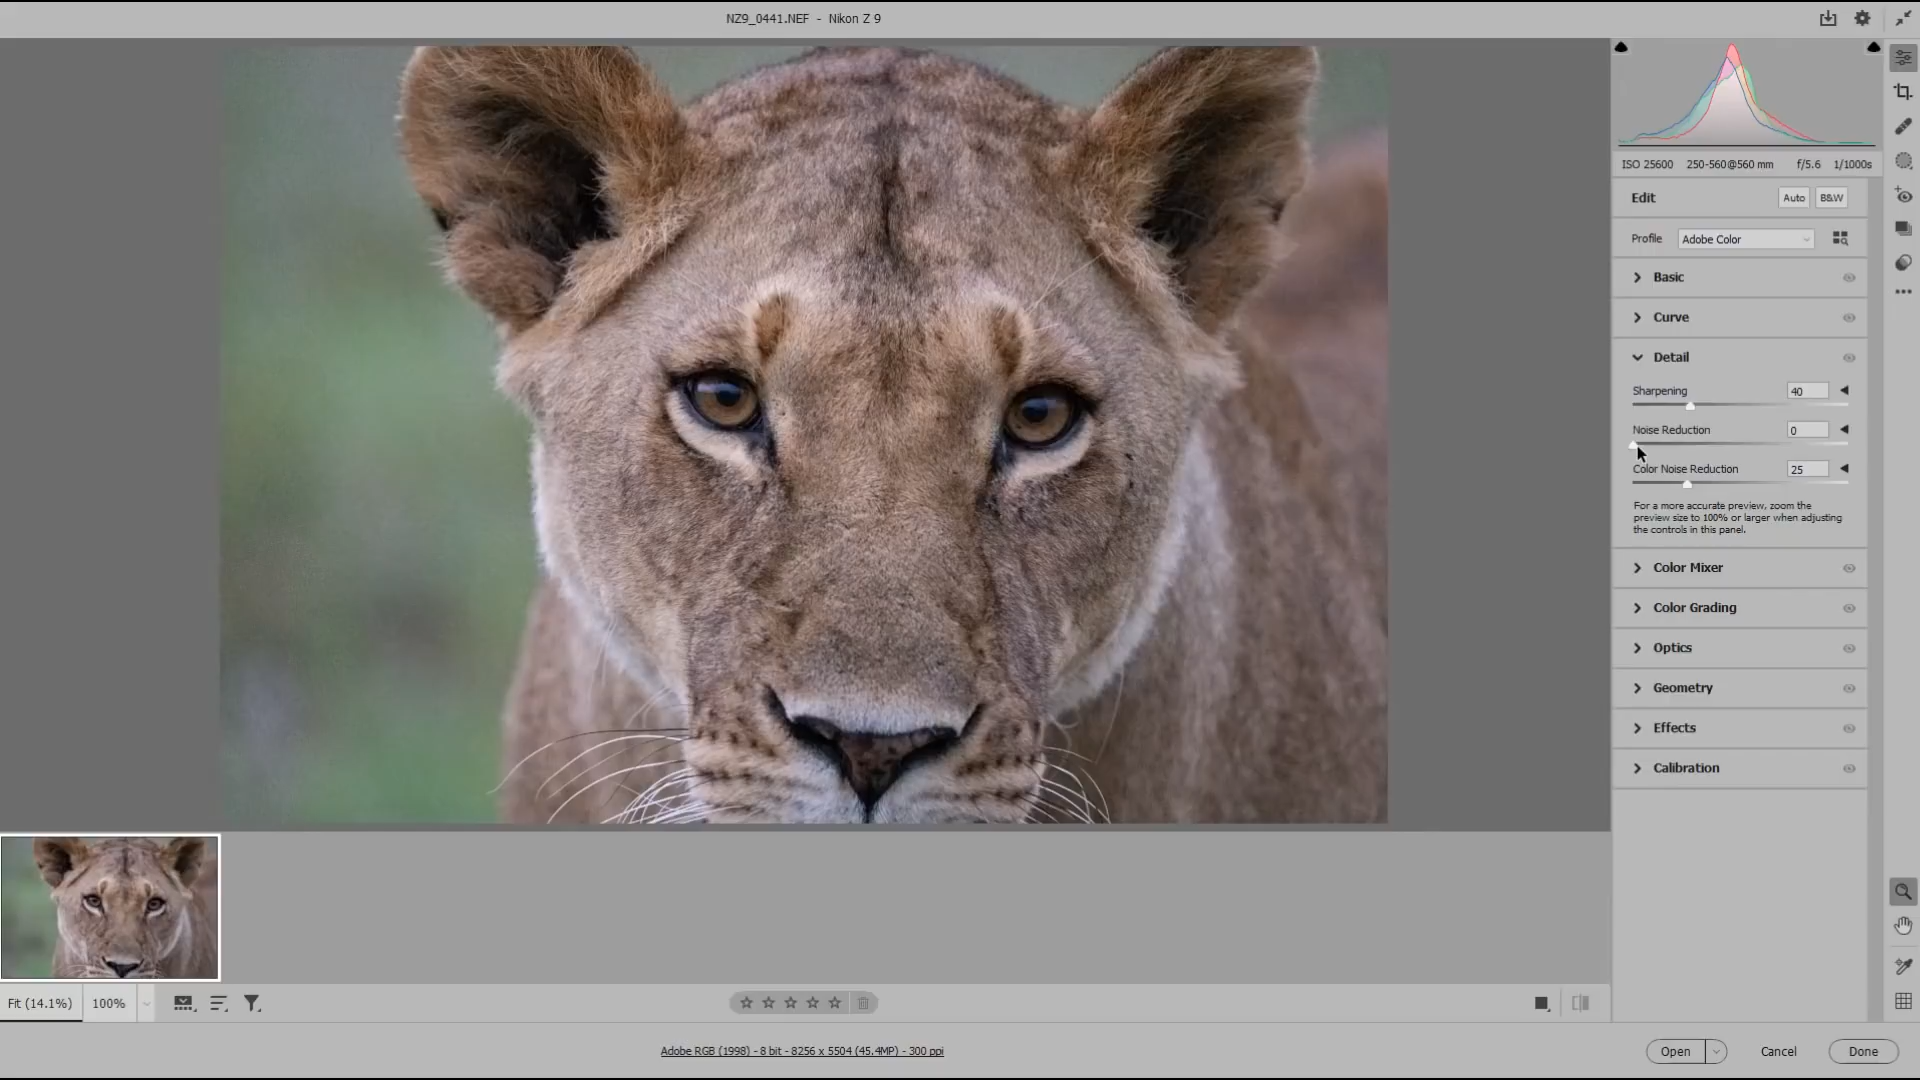 NZ9_0441.NEF - Nikon Z 9
ISO 25600 250-560@560 mm f/5.6 1/1000s
Edit Auto B&W
Profile Adobe Color
Basic
Curve
Detail
Sharpening 40
Noise Reduction 0
Color Noise Reduction 25
For a more accurate preview, zoom the
preview size to 100% or larger when adjusting
the controls in this panel.
Color Mixer
Color Grading
Optics
Geometry
Effects
Calibration
Fit (14.1%) 100%
Adobe RGB (1998) - 8 bit - 8256 x 5504 (45.4MP) - 300 ppi
Open Cancel Done